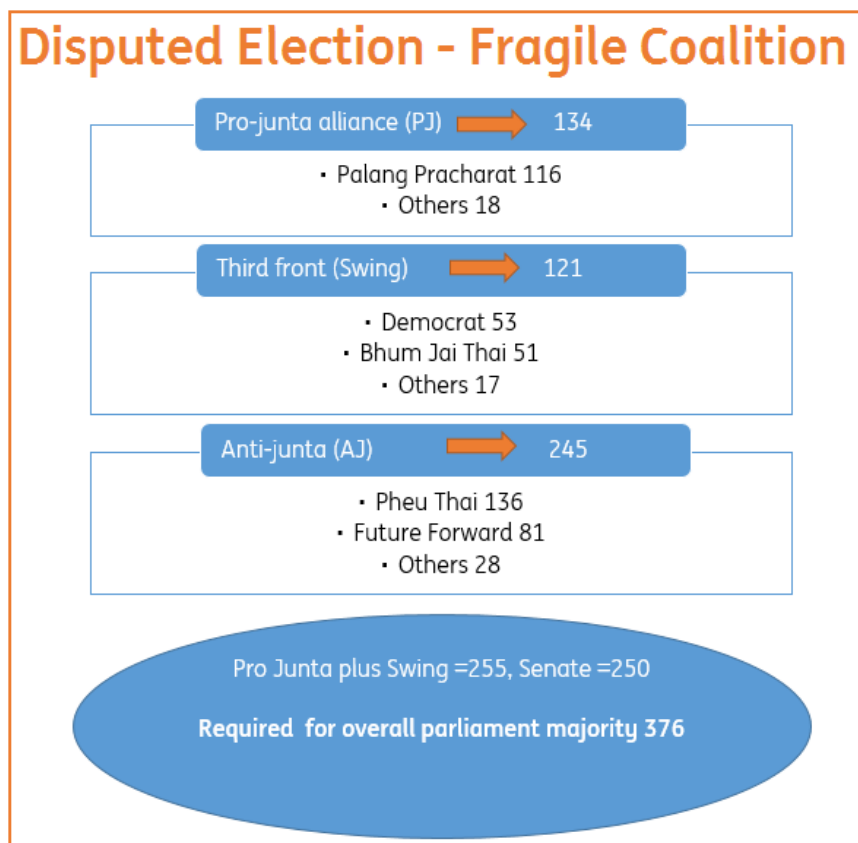 Disputed Election - Fragile Coalition
Pro-junta alliance (PJ) 134
· Palang Pracharat 116
· Others 18
Third front (Swing) 121
· Democrat 53
· Bhum Jai Thai 51
· Others 17
Anti-junta (AJ) 245
· Pheu Thai 136
· Future Forward 81
· Others 28
Pro Junta plus Swing =255, Senate =250
Required for overall parliament majority 376